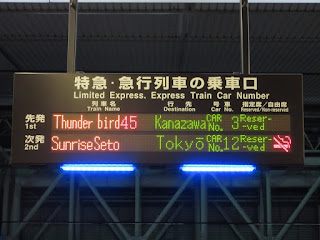 特急・急行列車の乗車口
Limited Express. Express Train Car Number
列車名 行先 号車 指定席/自由席
Train Name Destination Car No. Reserved/Non-Reserved
先発 Thunder bird45 Kanazawa CAR No. 3 Reser-ved
1st
次発 SunriseSeto Tokyō CAR No. 12 Reser-ved
2nd